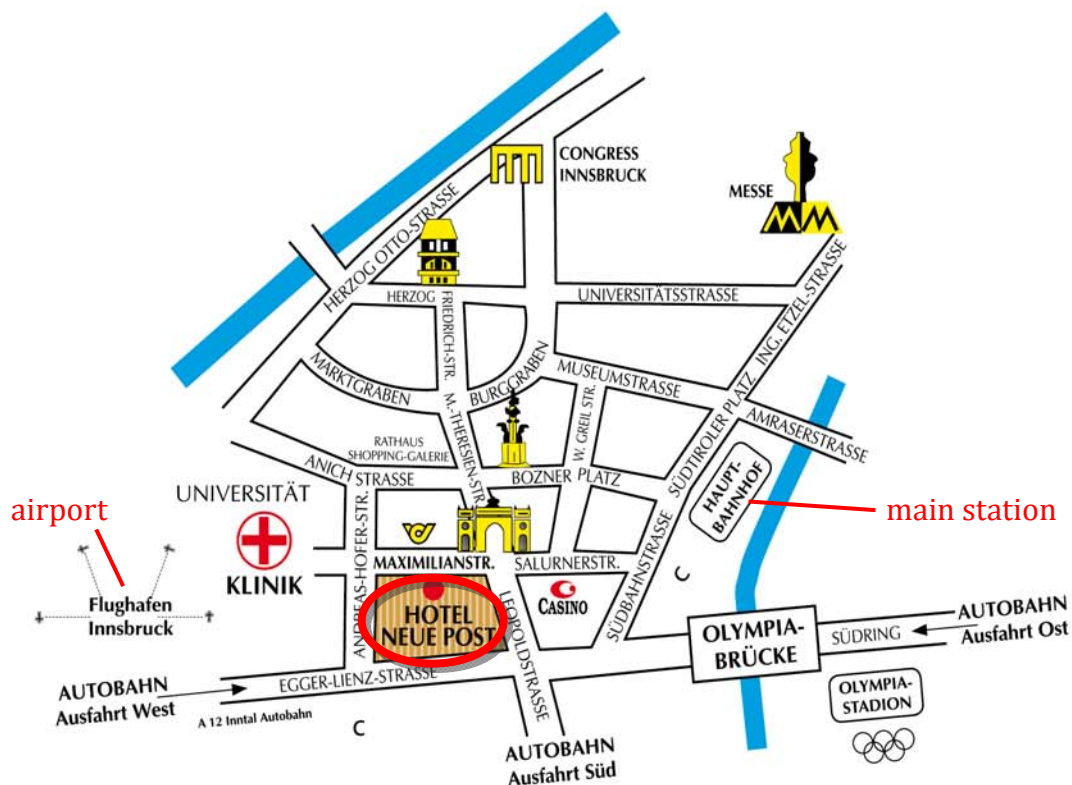 CONGRESS
INNSBRUCK
MESSE
HERZOG OTTO-STRASSE
HERZOG
FRIEDRICH-STR.
UNIVERSITÄTSSTRASSE
ING. ETZEL-STRASSE
MARKTGRABEN
BURGGRABEN
MUSEUMSTRASSE
AMRASERSTRASSE
M.-THERESIEN-STR.
W. GREIL STR.
SÜDTIROLER PLATZ
RATHAUS
SHOPPING-GALERIE
ANICH STRASSE
BOZNER PLATZ
HAUPT-
BAHNHOF
main station
UNIVERSITÄT
KLINIK
airport
Flughafen
Innsbruck
ANDREAS-HOFER-STR.
MAXIMILIANSTR.
SALURNERSTR.
SÜDBAHNSTRASSE
C
HOTEL
NEUE POST
LEOPOLDSTRASSE
CASINO
OLYMPIA-
BRÜCKE
SÜDRING
AUTOBAHN
Ausfahrt Ost
AUTOBAHN
Ausfahrt West
EGGER-LIENZ-STRASSE
A 12 Inntal Autobahn
C
OLYMPIA-
STADION
AUTOBAHN
Ausfahrt Süd